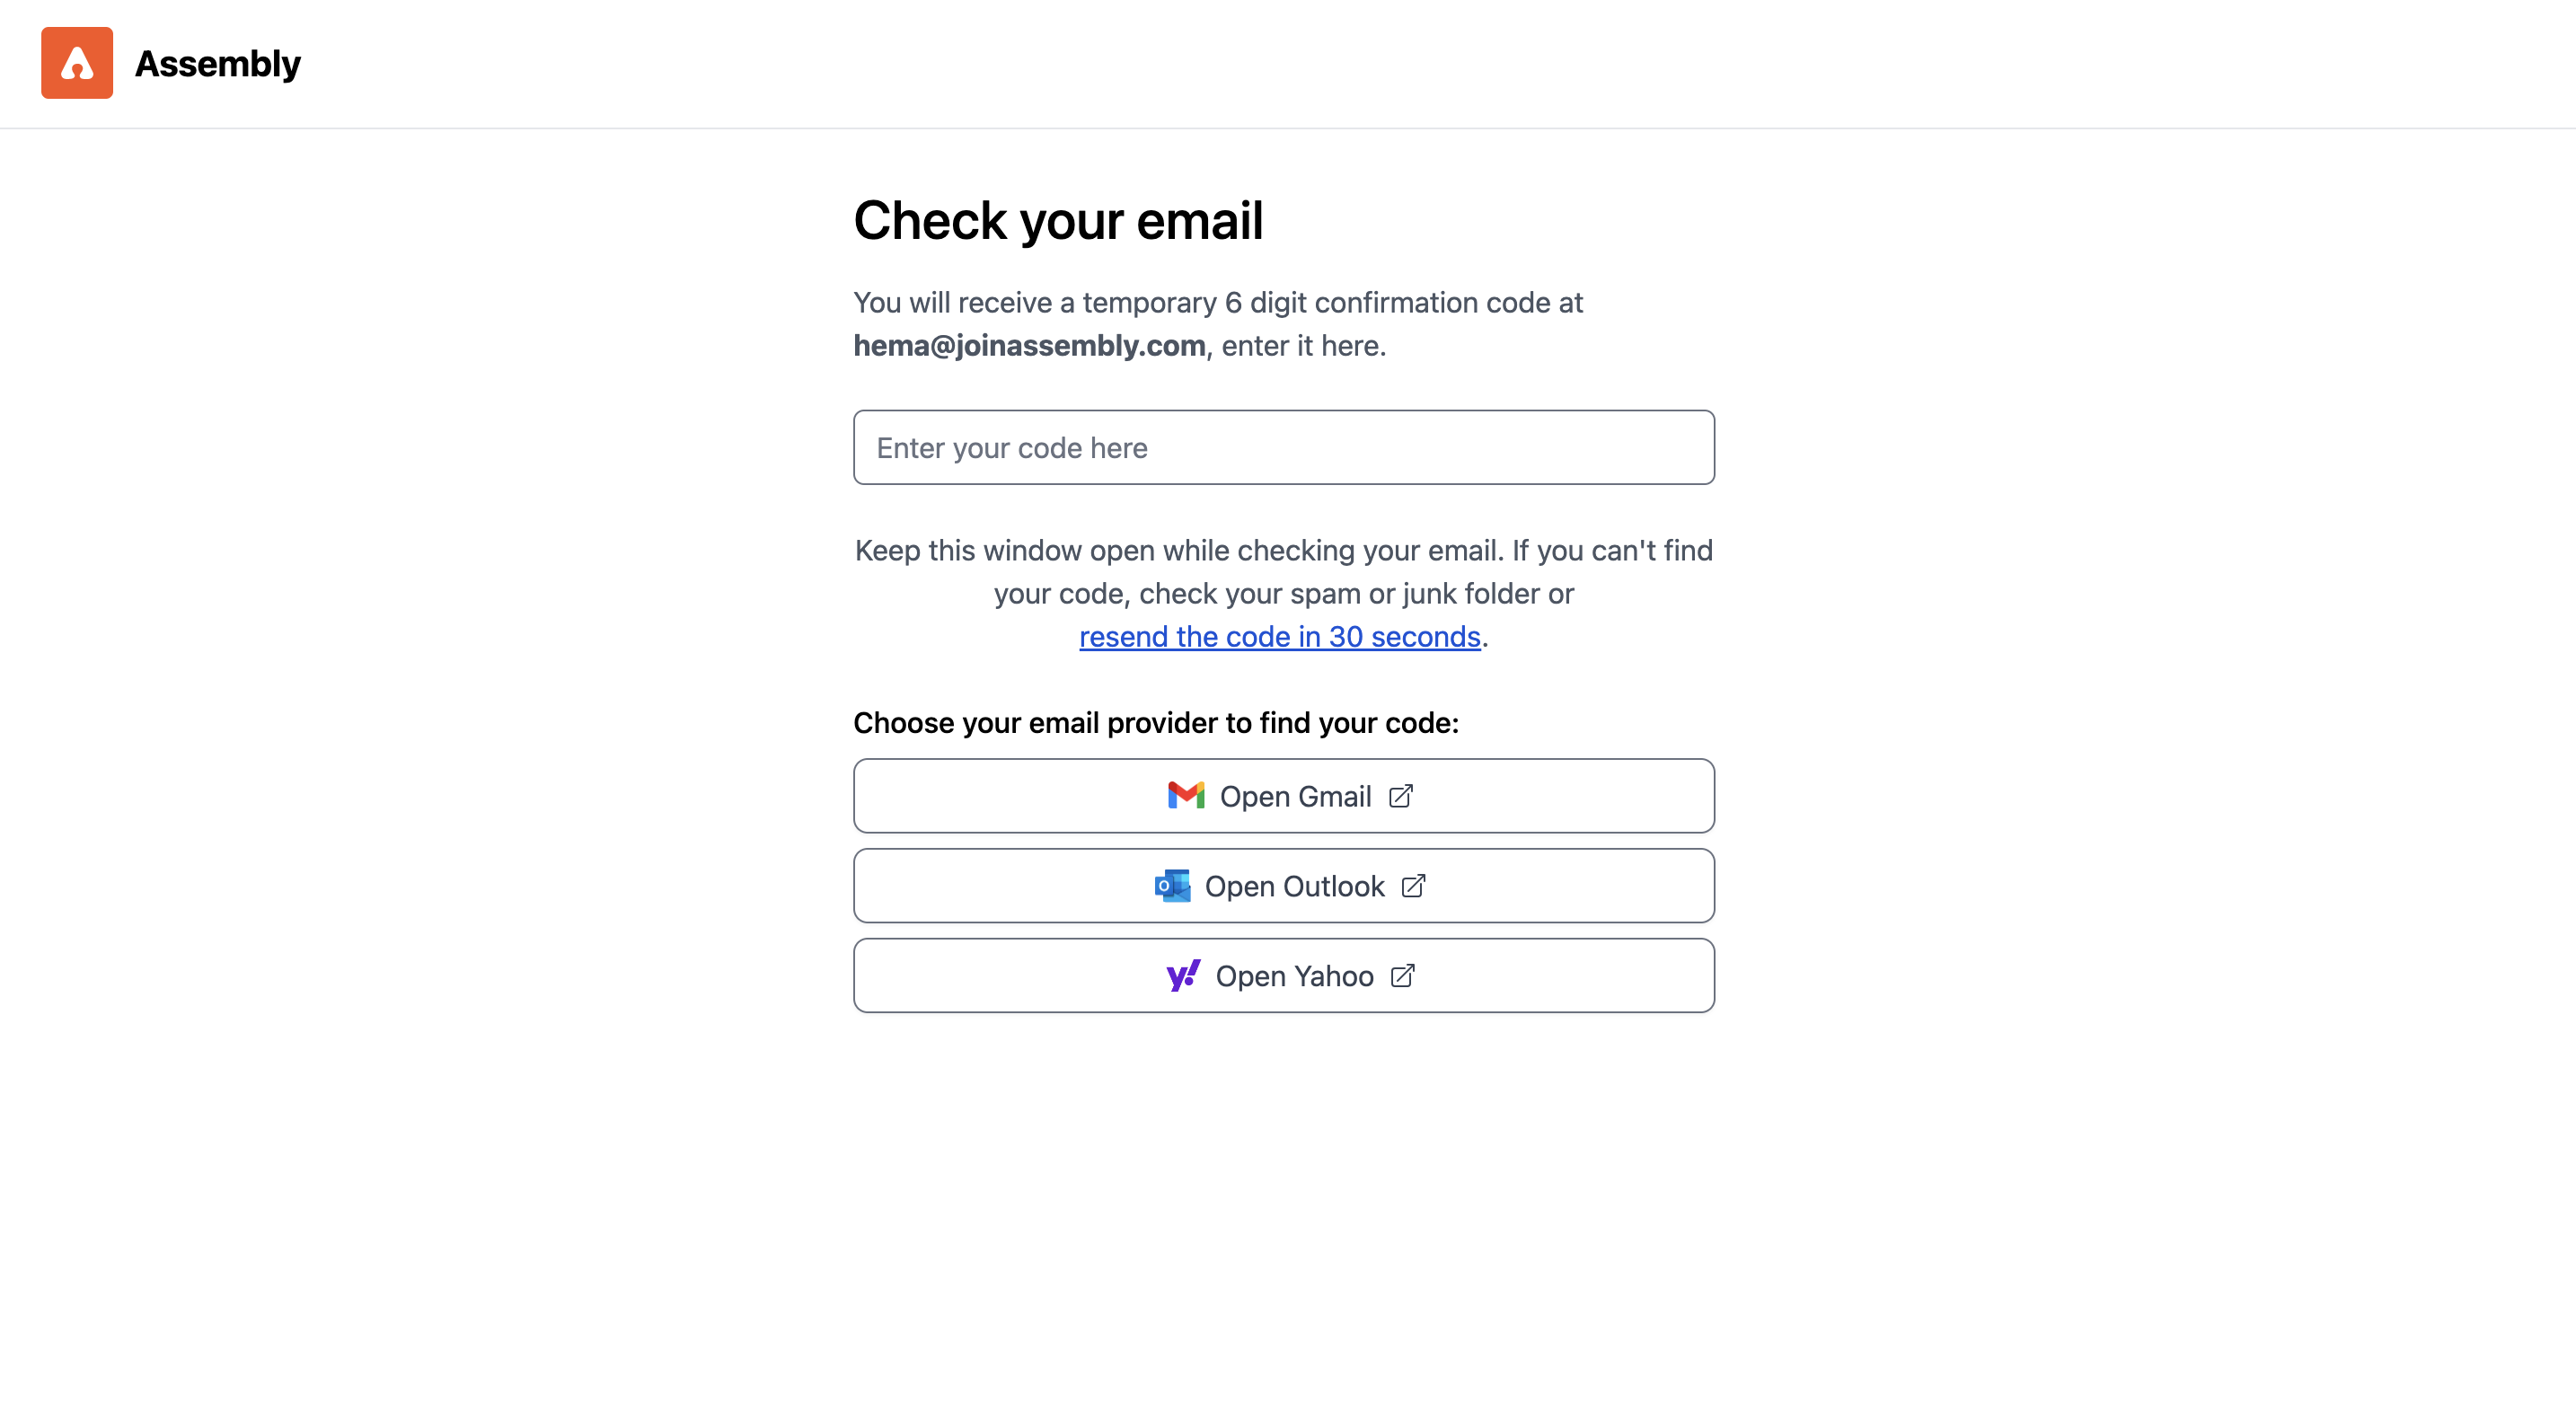 Assembly
Check your email
You will receive a temporary 6 digit confirmation code at
hema@joinassembly.com, enter it here.
Enter your code here
Keep this window open while checking your email. If you can't find
your code, check your spam or junk folder or
resend the code in 30 seconds.
Choose your email provider to find your code:
Open Gmail
Open Outlook
Open Yahoo